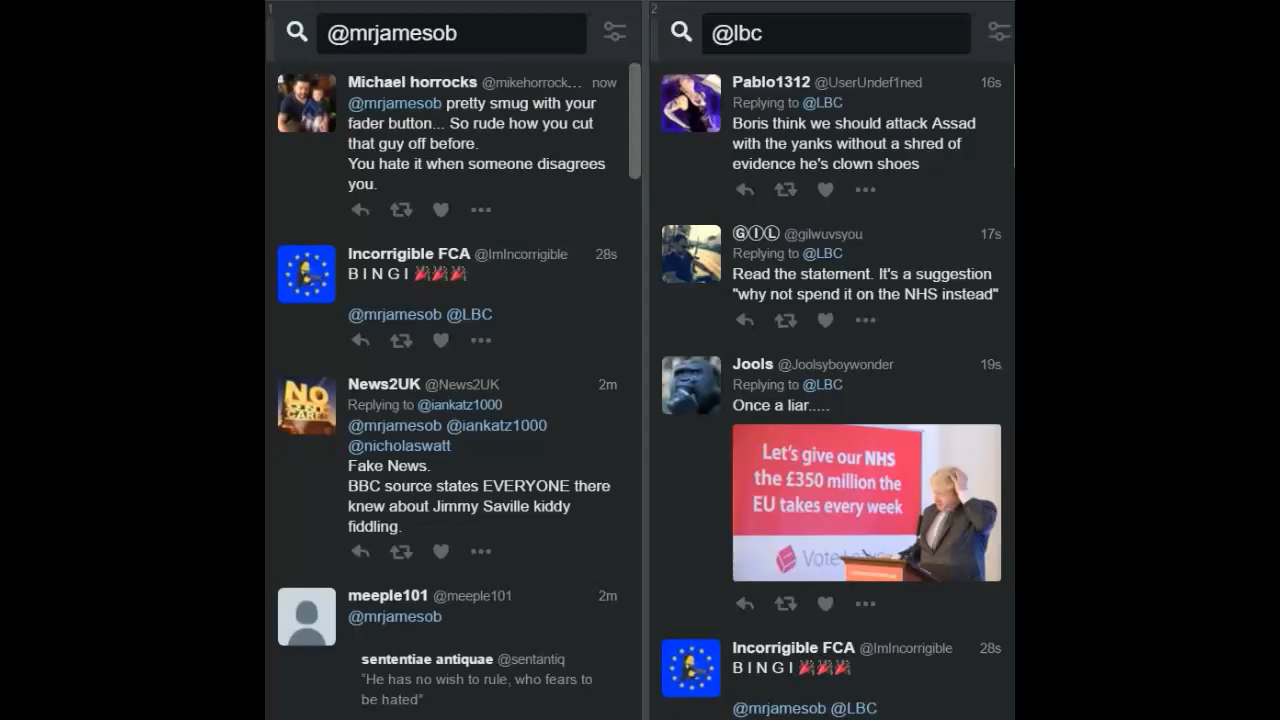 1
@mrjamesob
Michael horrocks @mikehorrock... now
@mrjamesob pretty smug with your
fader button... So rude how you cut
that guy off before.
You hate it when someone disagrees
you.
Incorrigible FCA @ImIncorrigible 28s
B I N G I 🎉🎉🎉
@mrjamesob @LBC
News2UK @News2UK 2m
Replying to @iankatz1000
@mrjamesob @iankatz1000
@nicholaswatt
Fake News.
BBC source states EVERYONE there
knew about Jimmy Saville kiddy
fiddling.
NO
meeple101 @meeple101 2m
@mrjamesob
sententiae antiquae @sentantiq
"He has no wish to rule, who fears to
be hated"
2
@lbc
Pablo1312 @UserUndef1ned 16s
Replying to @LBC
Boris think we should attack Assad
with the yanks without a shred of
evidence he's clown shoes
ⒼⒾⓁ @gilwuvsyou 17s
Replying to @LBC
Read the statement. It's a suggestion
"why not spend it on the NHS instead"
Jools @Joolsyboywonder 19s
Replying to @LBC
Once a liar.....
Let's give our NHS
the £350 million the
EU takes every week
Vote
Incorrigible FCA @ImIncorrigible 28s
B I N G I 🎉🎉🎉
@mrjamesob @LBC